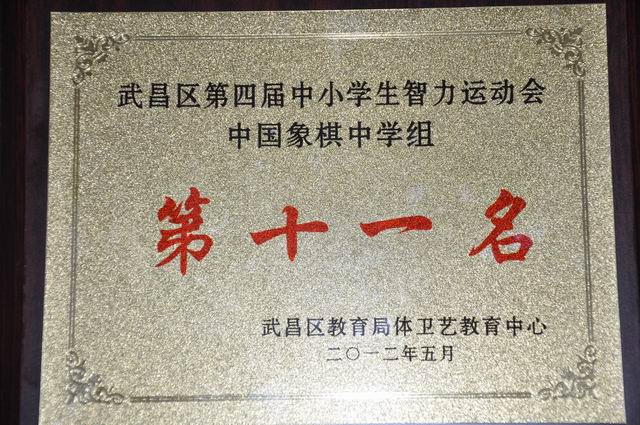 武昌区第四届中小学生智力运动会
中国象棋中学组
第十一名
武昌区教育局体卫艺教育中心
二〇一二年五月